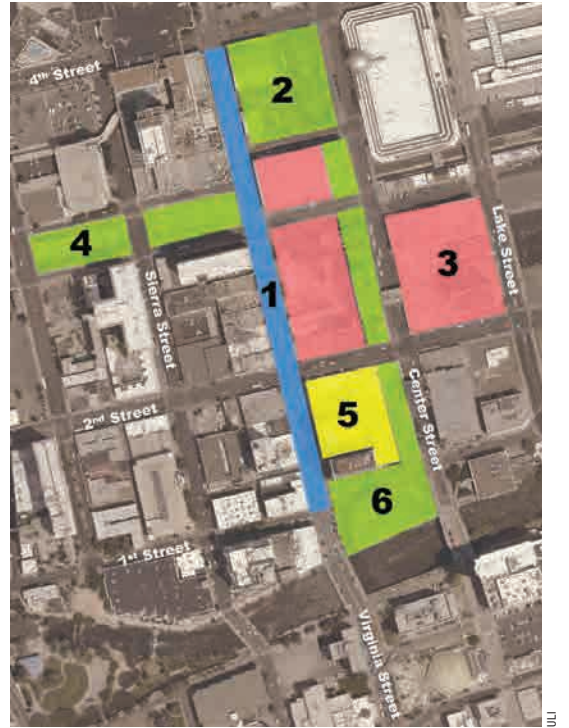 4th Street
2
4
Sierra Street
1
3
Lake Street
2nd Street
5
Center Street
6
1st Street
Virginia Street
ULI